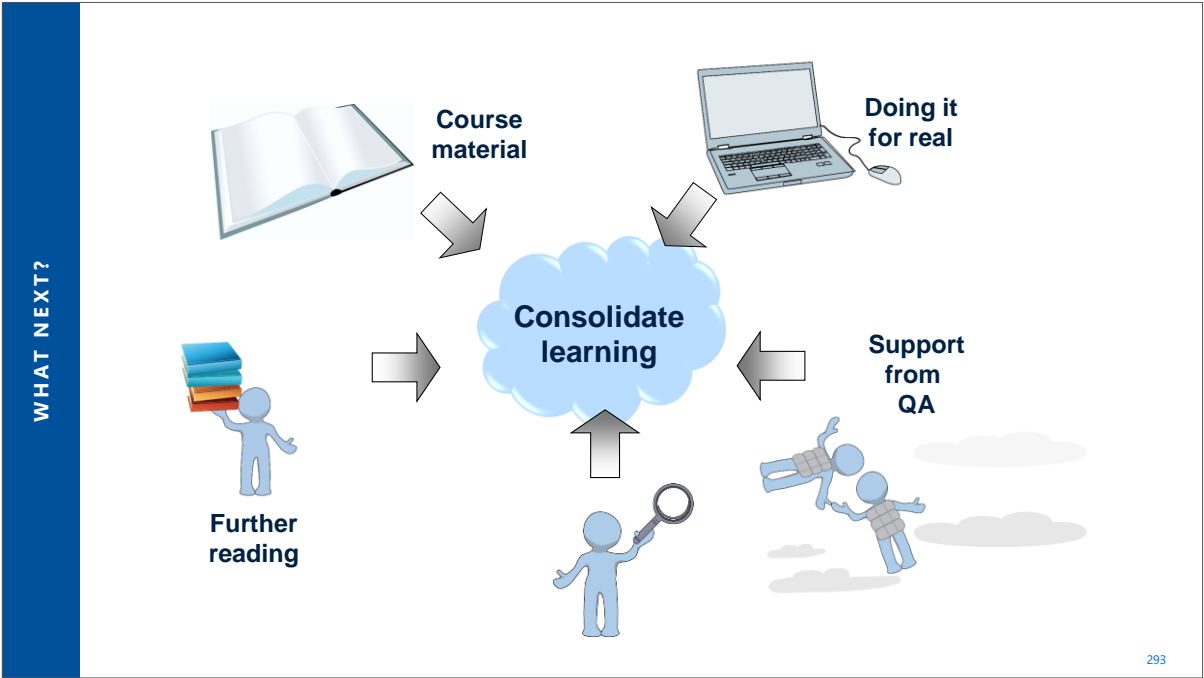 WHAT NEXT?
Course
material
Doing it
for real
Consolidate
learning
Support
from
QA
Further
reading
293